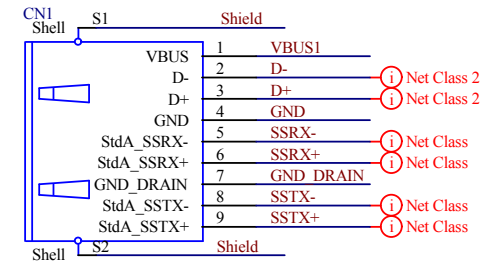 CN1
Shell S1 Shield
VBUS 1 VBUS1
D- 2 D- i Net Class 2
D+ 3 D+ i Net Class 2
GND 4 GND
StdA_SSRX- 5 SSRX- i Net Class
StdA_SSRX+ 6 SSRX+ i Net Class
GND_DRAIN 7 GND_DRAIN
StdA_SSTX- 8 SSTX- i Net Class
StdA_SSTX+ 9 SSTX+ i Net Class
Shell S2 Shield